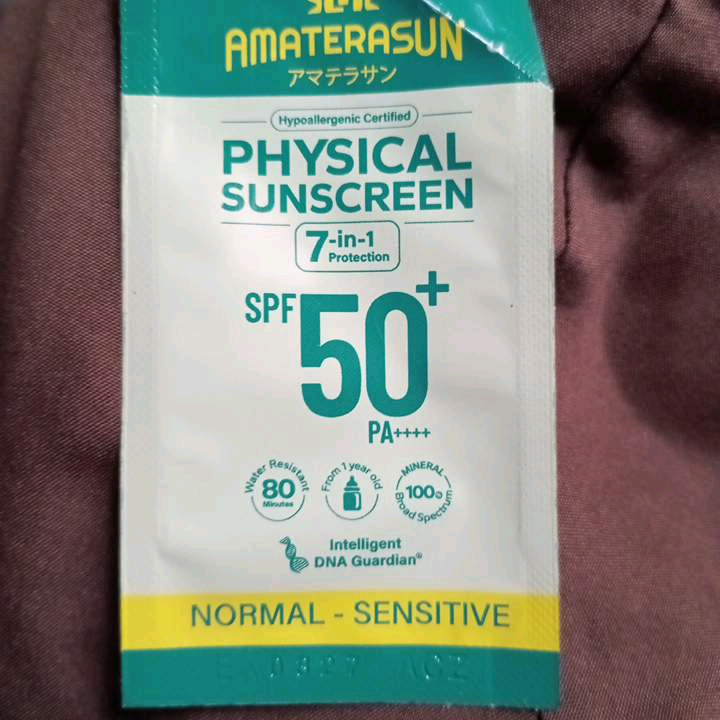 AMATERASUN
アマテラサン
Hypoallergenic Certified
PHYSICAL
SUNSCREEN
7-in-1
Protection
SPF 50+
PA++++
Water Resistant
80
Minutes
From 1 year old
MINERAL
100%
Broad Spectrum
Intelligent
DNA Guardian®
NORMAL - SENSITIVE